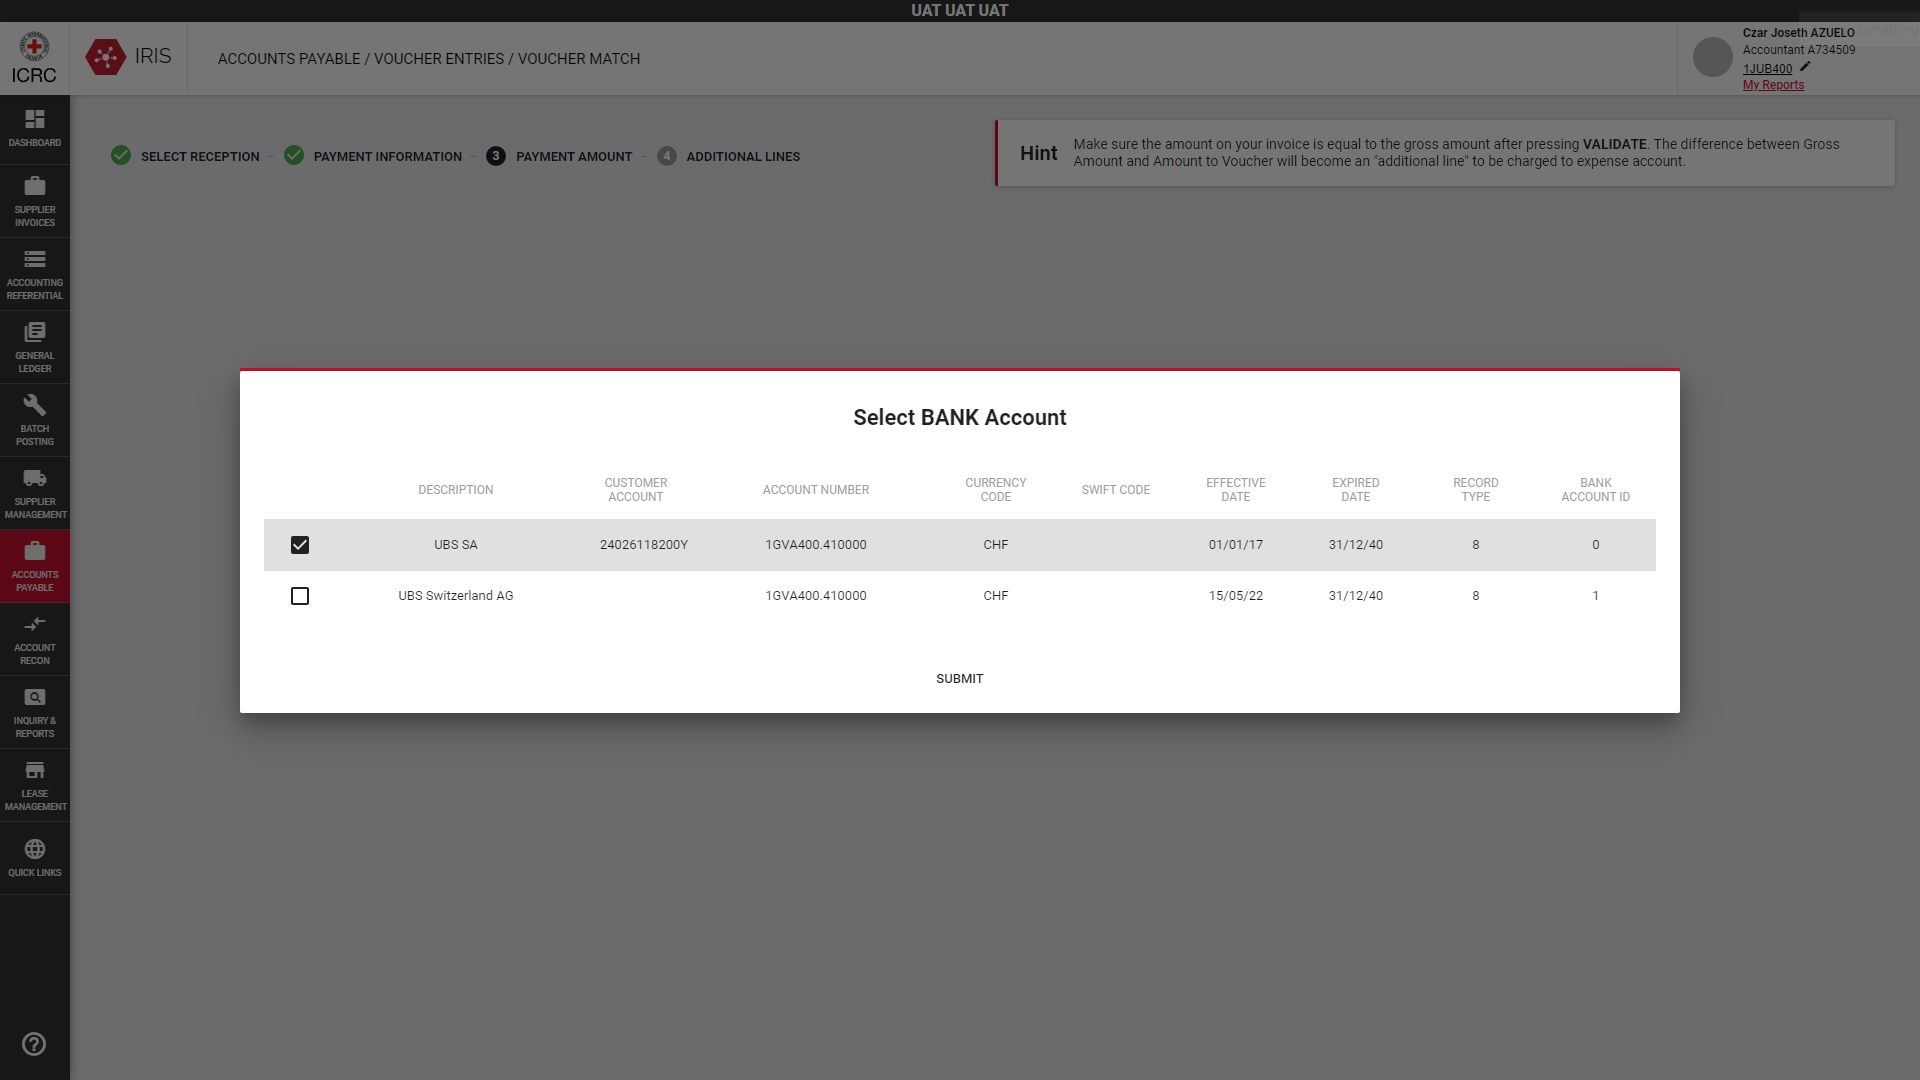 UAT UAT UAT
ICRC
IRIS
ACCOUNTS PAYABLE / VOUCHER ENTRIES / VOUCHER MATCH
Czar Joseth AZUELO
Accountant A734509
1JUB400
My Reports
DASHBOARD
SUPPLIER
INVOICES
ACCOUNTING
REFERENTIAL
GENERAL
LEDGER
BATCH
POSTING
SUPPLIER
MANAGEMENT
ACCOUNTS
PAYABLE
ACCOUNT
RECON
INQUIRY &
REPORTS
LEASE
MANAGEMENT
QUICK LINKS
SELECT RECEPTION
PAYMENT INFORMATION
3 PAYMENT AMOUNT
4 ADDITIONAL LINES
Hint
Make sure the amount on your invoice is equal to the gross amount after pressing VALIDATE. The difference between Gross
Amount and Amount to Voucher will become an "additional line" to be charged to expense account.
Select BANK Account
DESCRIPTION CUSTOMER ACCOUNT ACCOUNT NUMBER CURRENCY CODE SWIFT CODE EFFECTIVE DATE EXPIRED DATE RECORD TYPE BANK ACCOUNT ID
UBS SA 24026118200Y 1GVA400.410000 CHF 01/01/17 31/12/40 8 0
UBS Switzerland AG 1GVA400.410000 CHF 15/05/22 31/12/40 8 1
SUBMIT